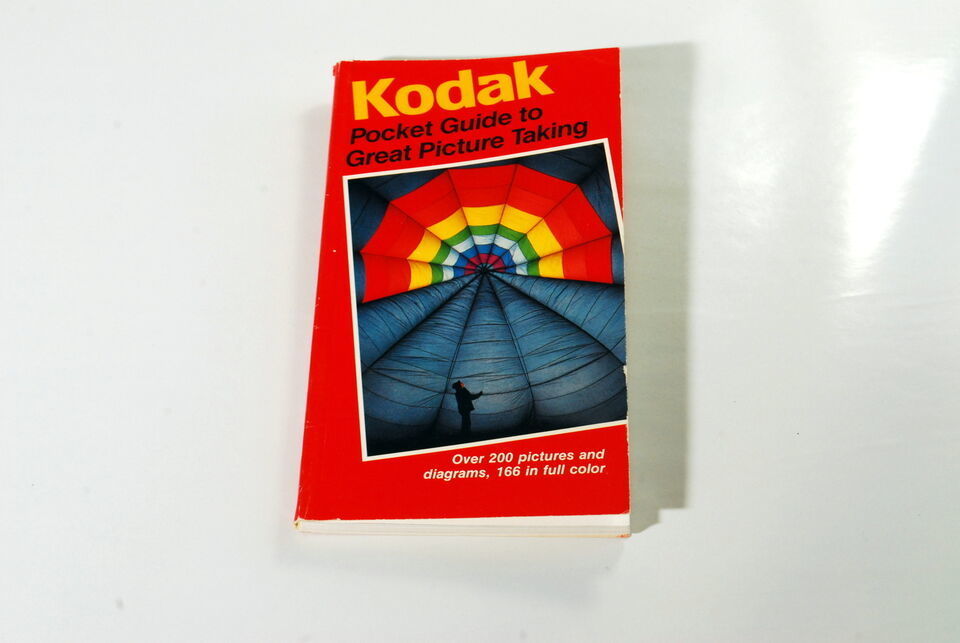 Kodak
Pocket Guide to
Great Picture Taking
Over 200 pictures and
diagrams, 166 in full color